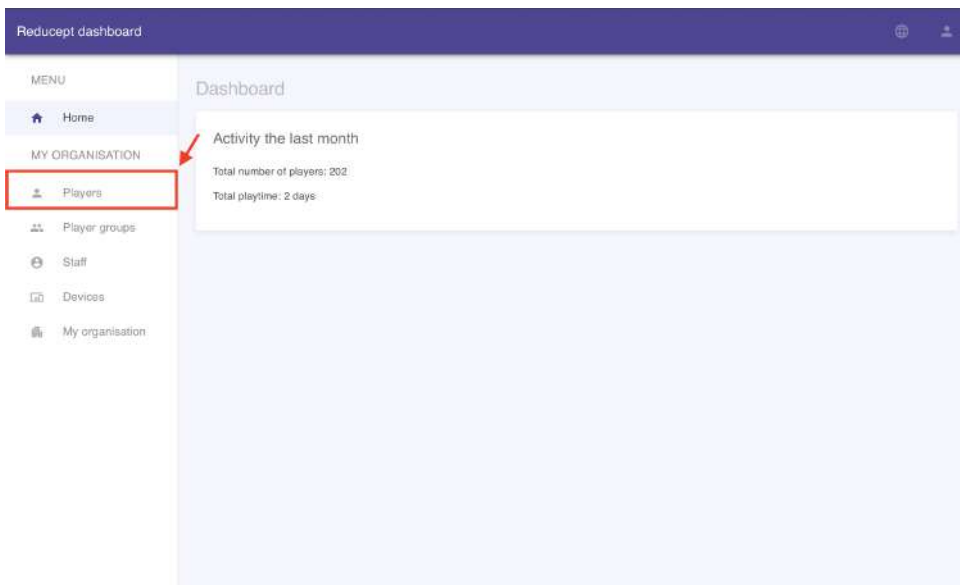 Reducept dashboard
MENU
Home
MY ORGANISATION
Players
Player groups
Staff
Devices
My organisation
Dashboard
Activity the last month
Total number of players: 202
Total playtime: 2 days